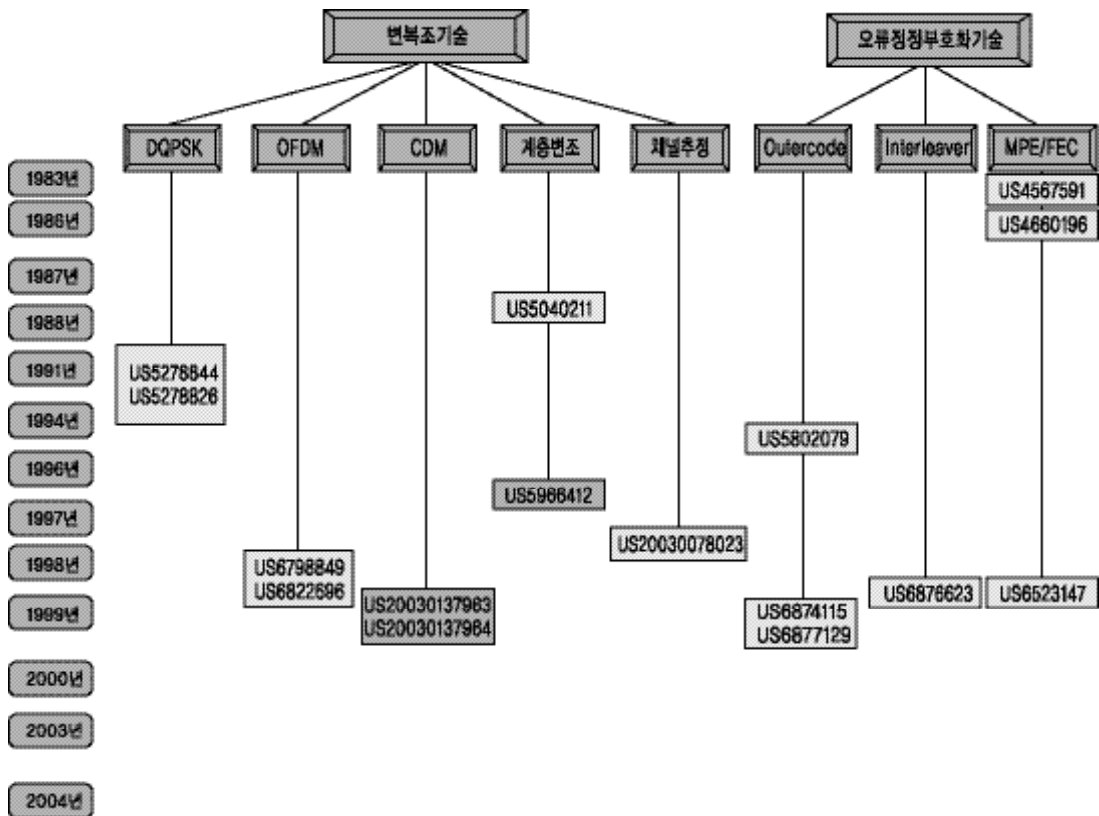 변복조기술
오류정정부호화기술
DQPSK
OFDM
CDM
계층변조
채널추정
Outercode
Interleaver
MPE/FEC
1983년
US4567591
1986년
US4660196
1987년
US5040211
1988년
1991년
US5278844
US5278826
1994년
US5802079
1996년
US5966412
1997년
US20030078023
1998년
US6798849
US6822696
US6876623
US6523147
1999년
US20030137963
US20030137964
US6874115
US6877129
2000년
2003년
2004년